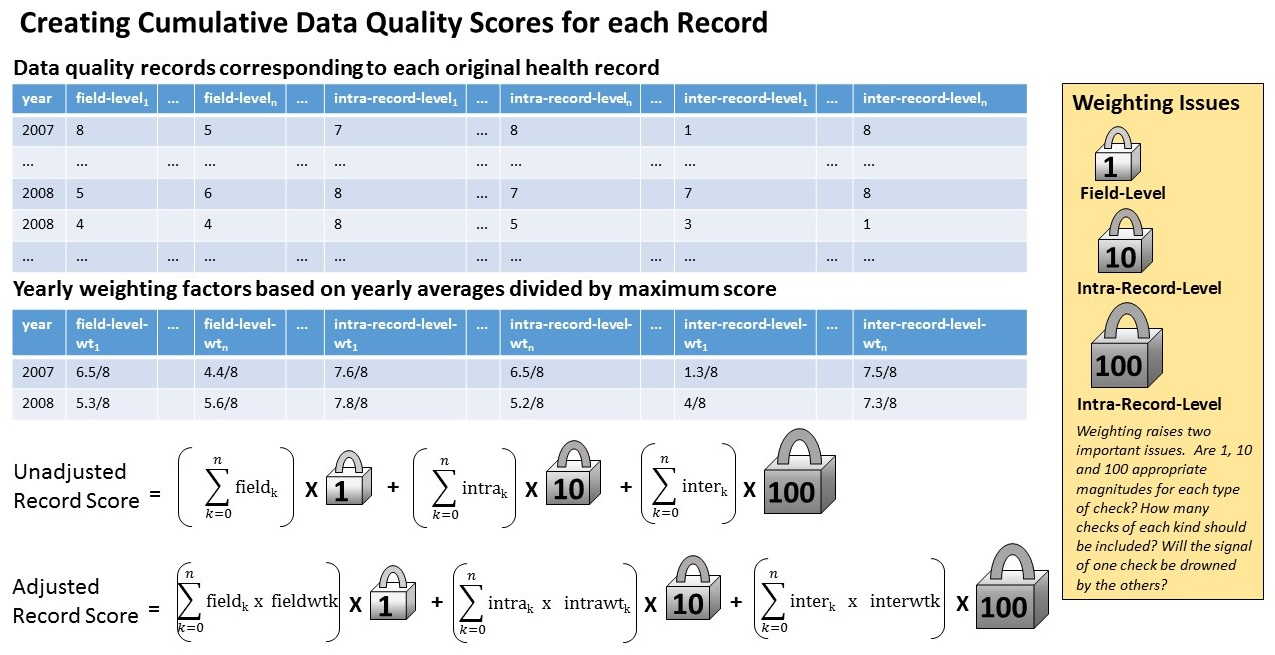 Creating Cumulative Data Quality Scores for each Record
Data quality records corresponding to each original health record
year field-level₁ ... field-levelₙ ... intra-record-level₁ ... intra-record-levelₙ ... inter-record-level₁ ... inter-record-levelₙ
2007 8 5 7 ... 8 1 8
... ... ... ... ... ... ... ... ... ... ...
2008 5 6 8 ... 7 7 8
2008 4 4 8 ... 5 3 1
... ... ... ... ... ... ... ... ... ... ...
Yearly weighting factors based on yearly averages divided by maximum score
year field-level- ... field-level- ... intra-record-level- ... intra-record-level- ... inter-record-level- ... inter-record-level-
wt₁ wtₙ wt₁ wtₙ wt₁ wtₙ
2007 6.5/8 4.4/8 7.6/8 6.5/8 1.3/8 7.5/8
2008 5.3/8 5.6/8 7.8/8 5.2/8 4/8 7.3/8
Unadjusted
Record Score = (∑ₖ₌₀ⁿ fieldₖ) X 1 + (∑ₖ₌₀ⁿ intraₖ) X 10 + (∑ₖ₌₀ⁿ interₖ) X 100
Adjusted
Record Score = (∑ₖ₌₀ⁿ fieldₖ x fieldwtk) X 1 + (∑ₖ₌₀ⁿ intraₖ x intrawtₖ) X 10 + (∑ₖ₌₀ⁿ interₖ x interwtk) X 100
Weighting Issues
1
Field-Level
10
Intra-Record-Level
100
Intra-Record-Level
Weighting raises two
important issues. Are 1, 10
and 100 appropriate
magnitudes for each type
of check? How many
checks of each kind should
be included? Will the signal
of one check be drowned
by the others?